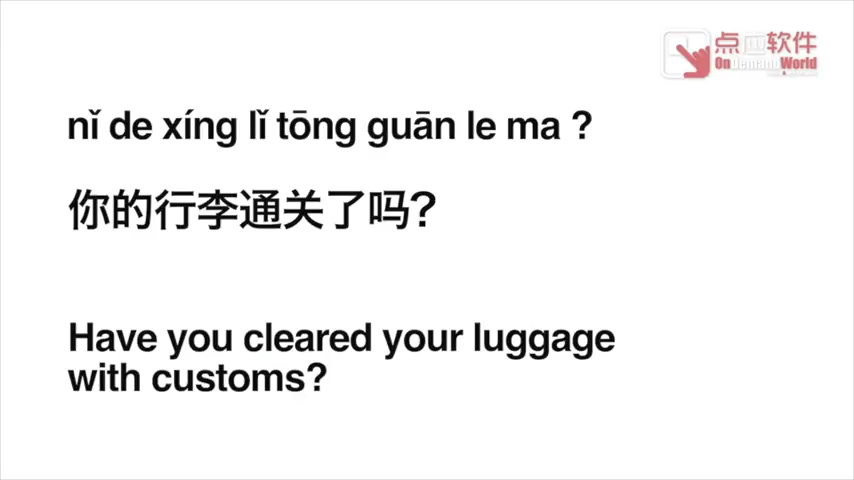 点画软件
OnDemandWorld
nǐ de xíng lǐ tōng guān le ma ?
你的行李通关了吗?
Have you cleared your luggage
with customs?